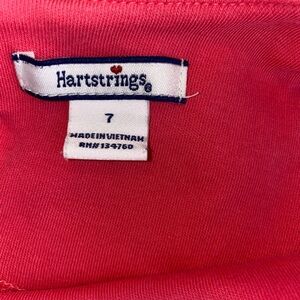 Hartstrings®
7
MADE IN VIETNAM
RN# 134760